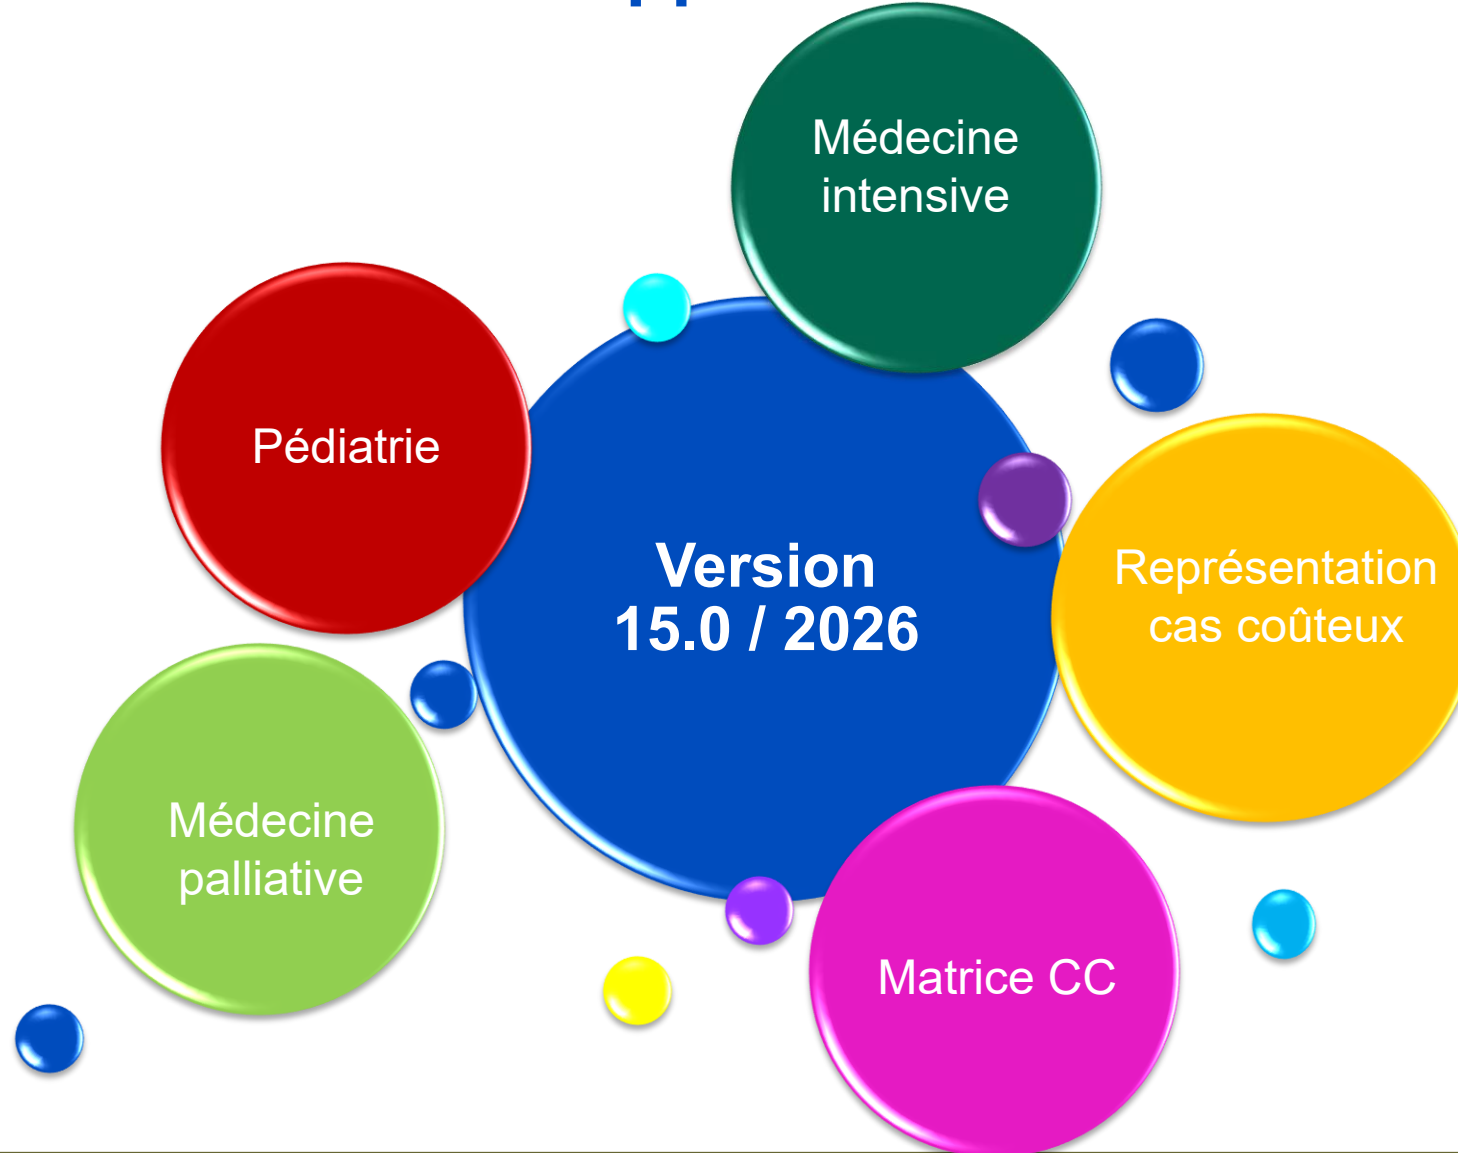 Médecine
intensive
Pédiatrie
Version
15.0 / 2026
Représentation
cas coûteux
Médecine
palliative
Matrice CC